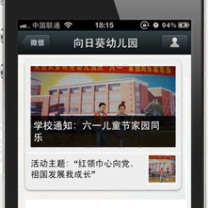 中国联通 18:15
微信 向日葵幼儿园
学校通知：六一儿童节家园同
乐
活动主题：“红领巾心向党，
祖国发展我成长”